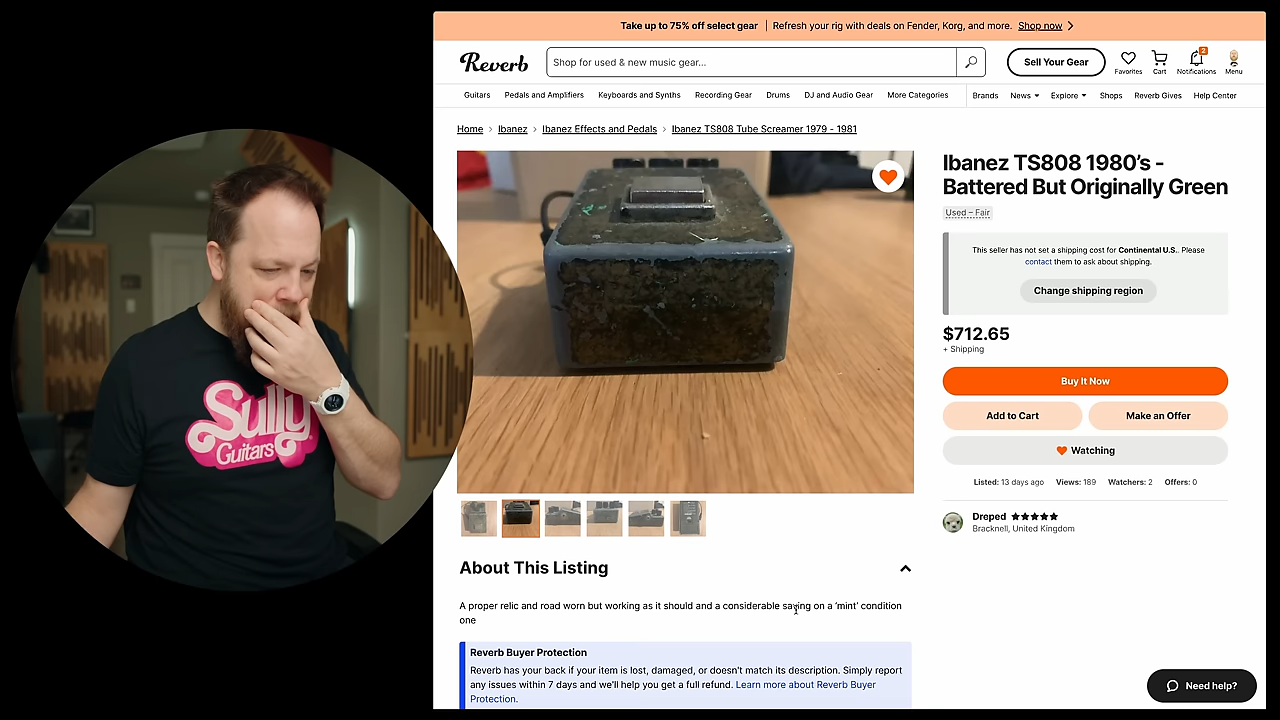 Take up to 75% off select gear | Refresh your rig with deals on Fender, Korg, and more. Shop now
Reverb
Shop for used & new music gear...
Sell Your Gear
Favorites
Cart
2
Notifications
Menu
Guitars
Pedals and Amplifiers
Keyboards and Synths
Recording Gear
Drums
DJ and Audio Gear
More Categories
Brands
News
Explore
Shops
Reverb Gives
Help Center
Home > Ibanez > Ibanez Effects and Pedals > Ibanez TS808 Tube Screamer 1979 - 1981
Ibanez TS808 1980’s -
Battered But Originally Green
Used – Fair
This seller has not set a shipping cost for Continental U.S.. Please
contact them to ask about shipping.
Change shipping region
$712.65
+ Shipping
Buy It Now
Add to Cart
Make an Offer
Watching
Listed: 13 days ago
Views: 189
Watchers: 2
Offers: 0
Dreped ★★★★★
Bracknell, United Kingdom
Sully
Guitars
About This Listing
A proper relic and road worn but working as it should and a considerable saving on a ‘mint’ condition
one
Reverb Buyer Protection
Reverb has your back if your item is lost, damaged, or doesn’t match its description. Simply report
any issues within 7 days and we’ll help you get a full refund. Learn more about Reverb Buyer
Protection.
Need help?